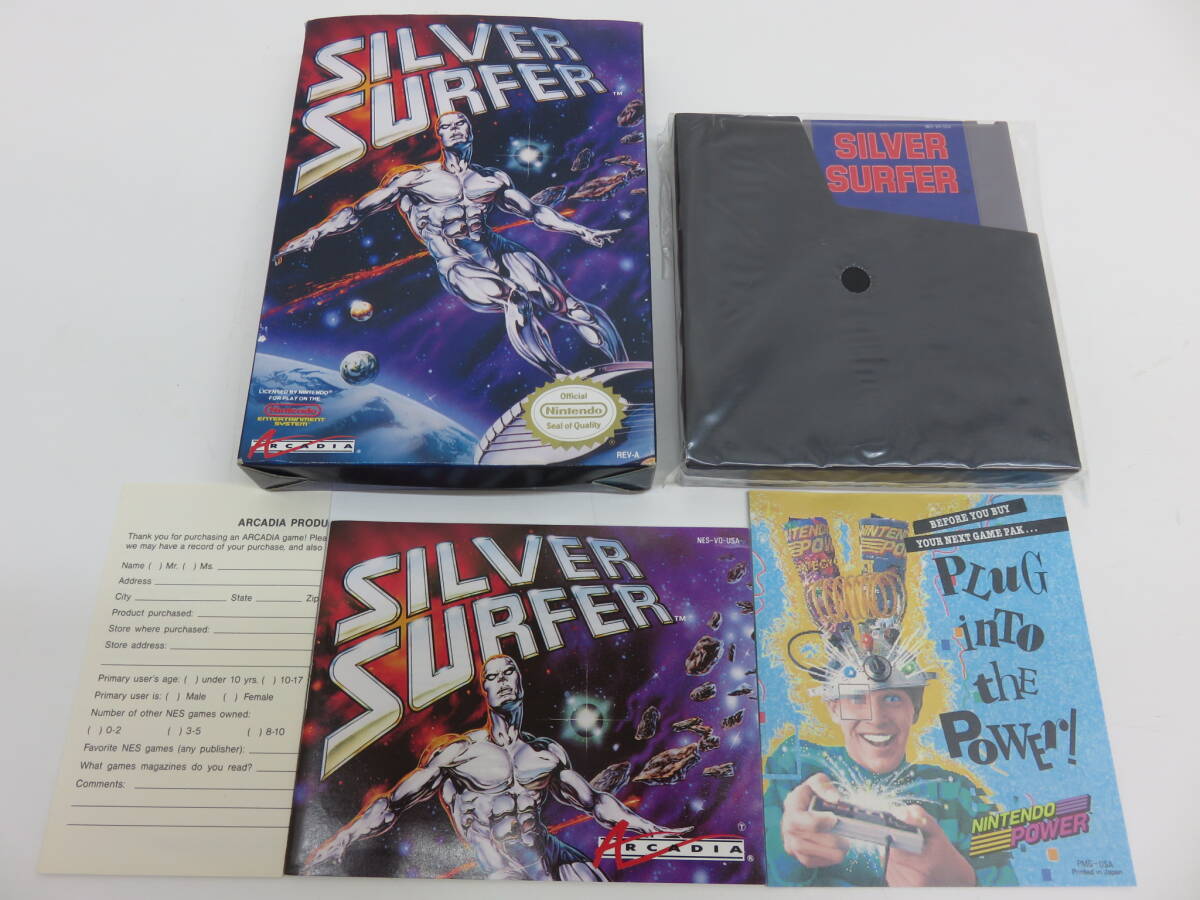 SILVER
SURFER
TM
LICENSED BY NINTENDO®
FOR PLAY ON THE
Nintendo
ENTERTAINMENT
SYSTEM
ARCADIA®
Official
Nintendo
Seal of Quality
REV-A
SILVER
SURFER
ARCADIA PRODU
Thank you for purchasing an ARCADIA game! Plea
we may have a record of your purchase, and also
Name ( ) Mr. ( ) Ms.
Address
City State Zip
Product purchased:
Store where purchased:
Store address:
Primary user's age: ( ) under 10 yrs. ( ) 10-17
Primary user is: ( ) Male ( ) Female
Number of other NES games owned:
( ) 0-2 ( ) 3-5 ( ) 8-10
Favorite NES games (any publisher):
What games magazines do you read?
Comments:
NES-VO-USA
SILVER
SURFER
TM
ARCADIA®
BEFORE YOU BUY
YOUR NEXT GAME PAK...
PLuG
inTO
thE
PoWer!
NINTENDO
POWER
PMG-USA
Printed in Japan